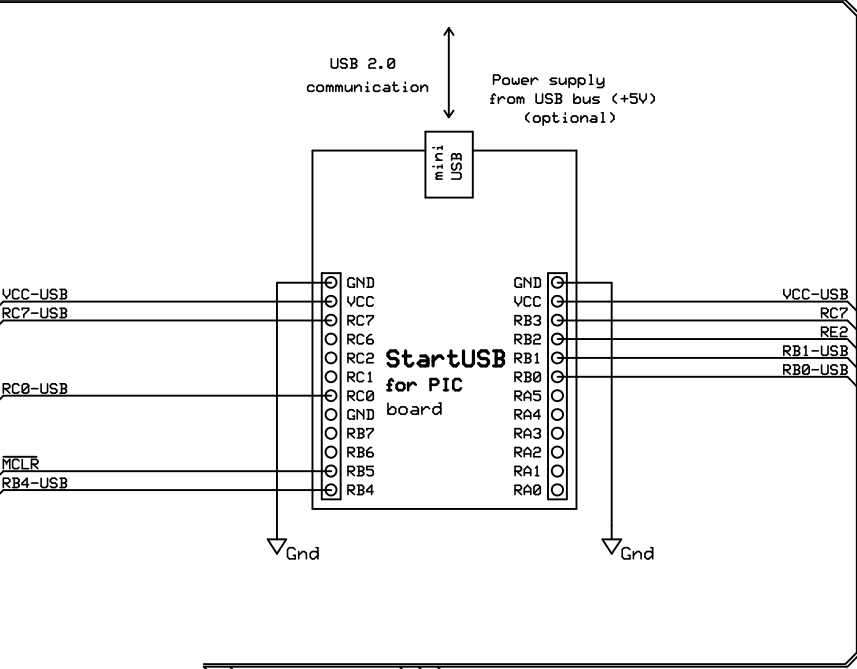 USB 2.0
communication
Power supply
from USB bus (+5V)
(optional)
mini
USB
VCC-USB
RC7-USB
RC0-USB
MCLR
RB4-USB
GND
VCC
RC7
RC6
RC2
RC1
RC0
GND
RB7
RB6
RB5
RB4
StartUSB
for PIC
board
GND
VCC
RB3
RB2
RB1
RB0
RA5
RA4
RA3
RA2
RA1
RA0
VCC-USB
RC7
RE2
RB1-USB
RB0-USB
Gnd
Gnd